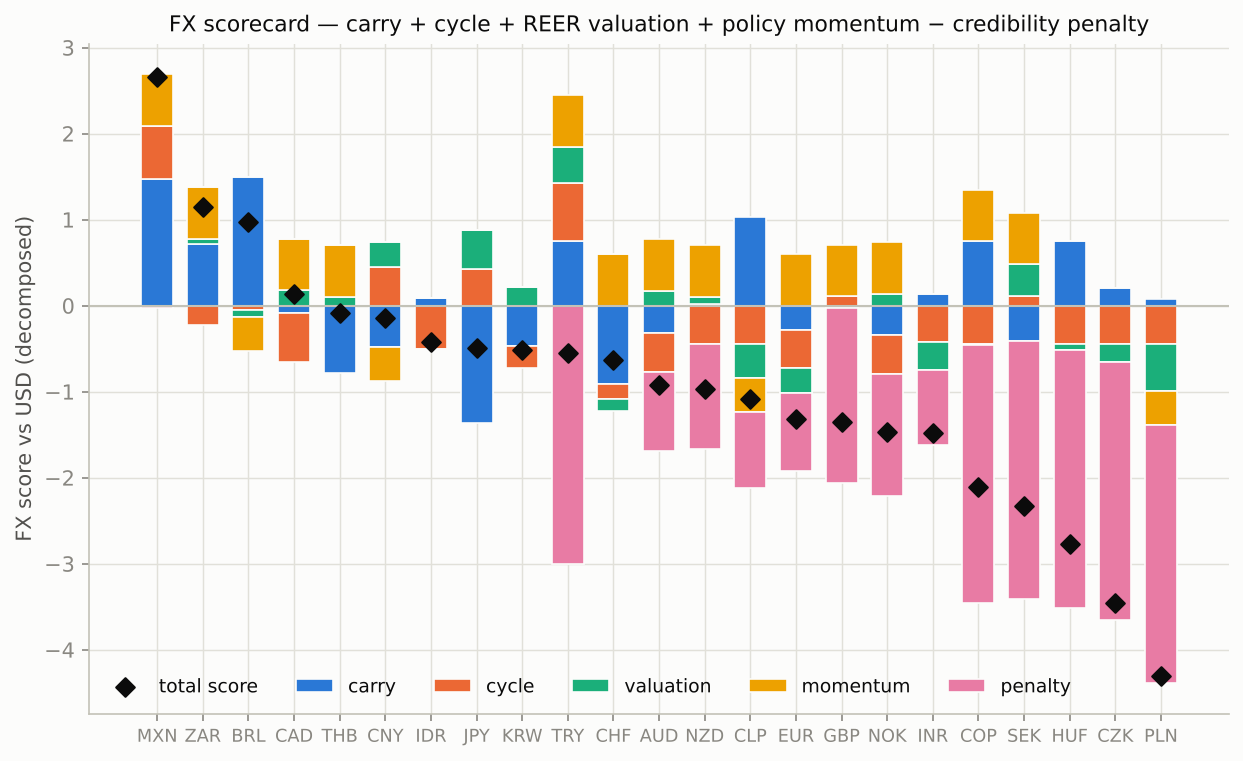 FX scorecard — carry + cycle + REER valuation + policy momentum − credibility penalty
FX score vs USD (decomposed)
3
2
1
0
−1
−2
−3
−4
total score carry cycle valuation momentum penalty
MXN ZAR BRL CAD THB CNY IDR JPY KRW TRY CHF AUD NZD CLP EUR GBP NOK INR COP SEK HUF CZK PLN